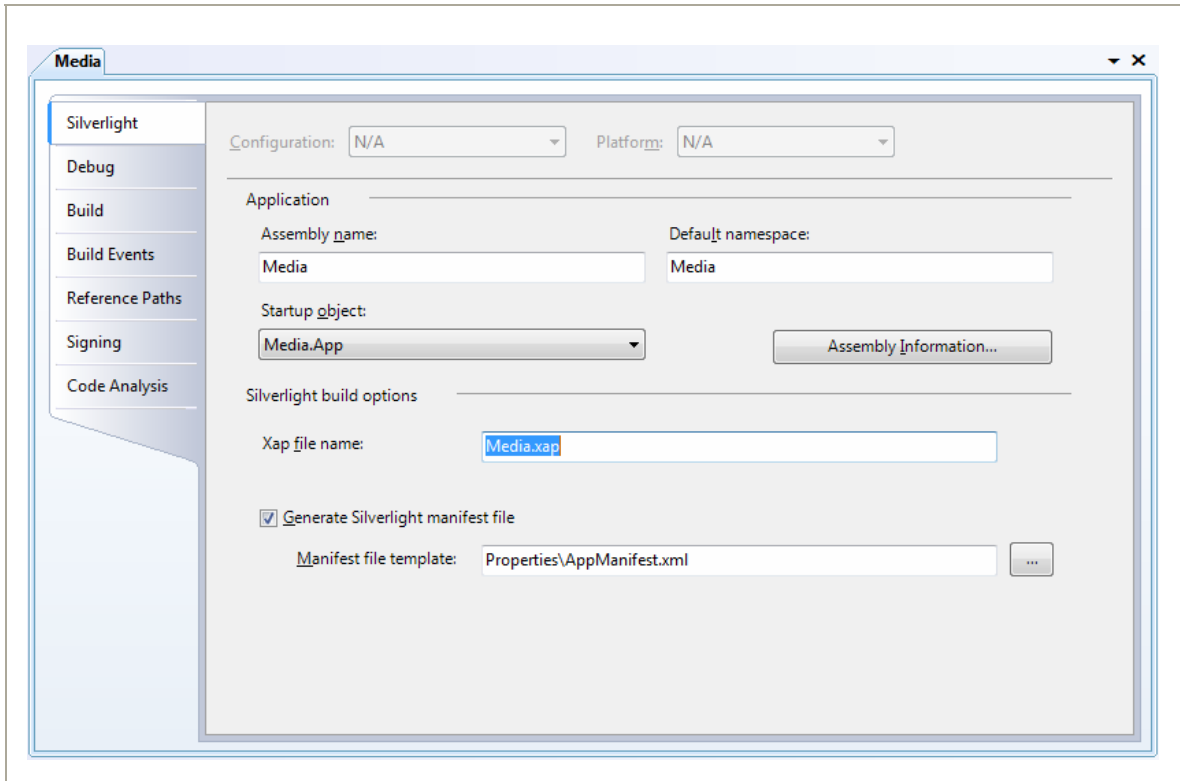 Media
Silverlight
Debug
Build
Build Events
Reference Paths
Signing
Code Analysis
Configuration: N/A Platform: N/A
Application
Assembly name: Default namespace:
Media Media
Startup object:
Media.App Assembly Information...
Silverlight build options
Xap file name: Media.xap
Generate Silverlight manifest file
Manifest file template: Properties\AppManifest.xml ...